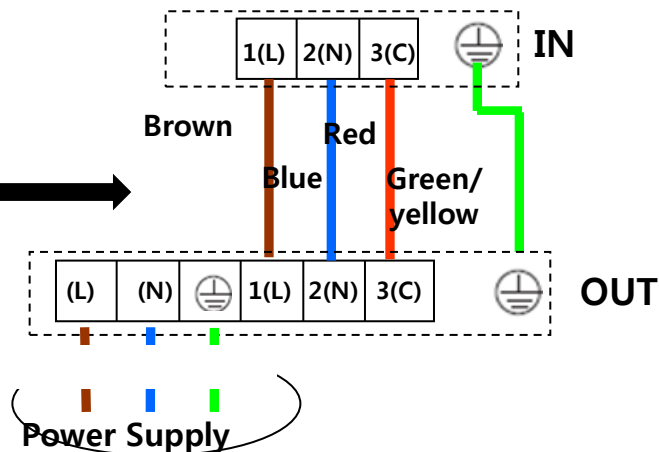 1(L) 2(N) 3(C) IN
Brown Red
Blue Green/
yellow
(L) (N) 1(L) 2(N) 3(C) OUT
Power Supply